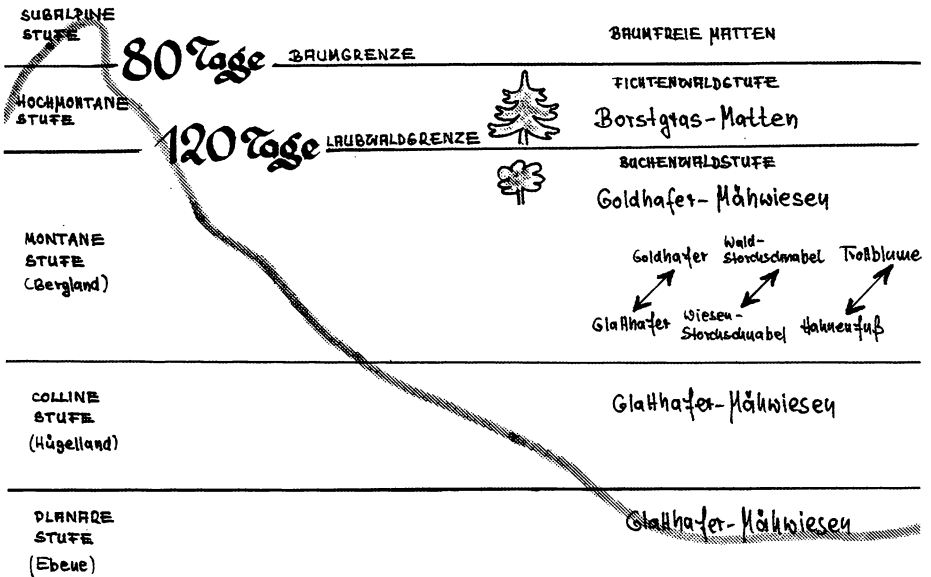 SUBALPINE
STUFE
80 Tage BAUMGRENZE
BAUMFREIE MATTEN
HOCHMONTANE
STUFE
FICHTENWALDSTUFE
Borstgras-Matten
120 Tage LAUBWALDGRENZE
BUCHENWALDSTUFE
Goldhafer-Mähwiesen
MONTANE
STUFE
(Bergland)
Goldhafer
Wald-
Storchschnabel
Trollblume
Glatthafer
Wiesen-
Storchschnabel
Hahnenfuß
COLLINE
STUFE
(Hügelland)
Glatthafer-Mähwiesen
PLANARE
STUFE
(Ebene)
Glatthafer-Mähwiesen